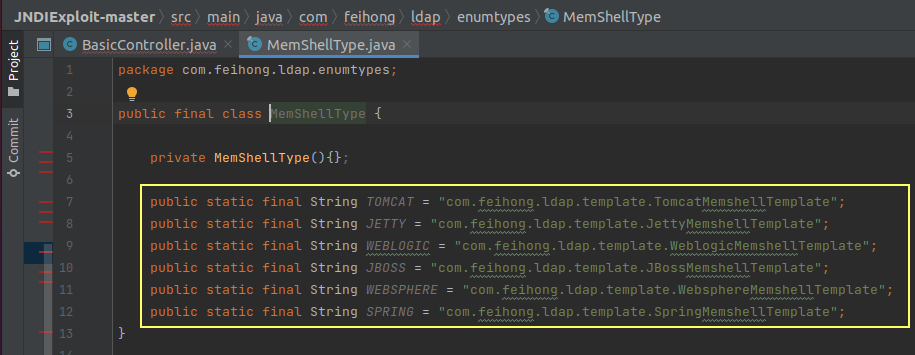 JNDIExploit-master > src > main > java > com > feihong > ldap > enumtypes > MemShellType
Project
Commit
BasicController.java × MemShellType.java ×
1 package com.feihong.ldap.enumtypes;
2
3 public final class MemShellType {
4
5 private MemShellType(){};
6
7 public static final String TOMCAT = "com.feihong.ldap.template.TomcatMemshellTemplate";
8 public static final String JETTY = "com.feihong.ldap.template.JettyMemshellTemplate";
9 public static final String WEBLOGIC = "com.feihong.ldap.template.WeblogicMemshellTemplate";
10 public static final String JBOSS = "com.feihong.ldap.template.JBossMemshellTemplate";
11 public static final String WEBSPHERE = "com.feihong.ldap.template.WebsphereMemshellTemplate";
12 public static final String SPRING = "com.feihong.ldap.template.SpringMemshellTemplate";
13 }
14